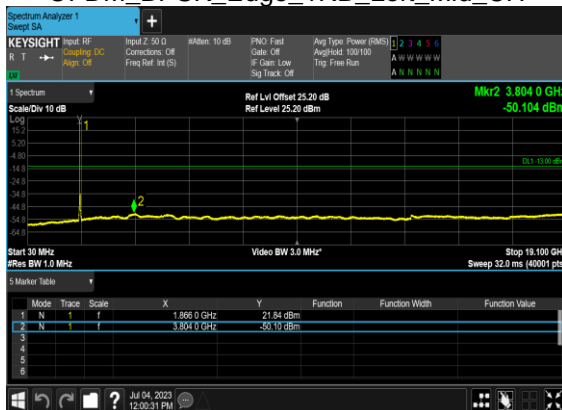 Spectrum Analyzer 1
Swept SA
KEYSIGHT
R T
Input: RF
Coupling: DC
Align: Off
Input Z: 50 Ω
Corrections: Off
Freq Ref: Int (S)
#Atten: 10 dB
PNO: Fast
Gate: Off
IF Gain: Low
Sig Track: Off
Avg Type: Power (RMS)
Avg|Hold: 100/100
Trig: Free Run
1 2 3 4 5 6
A W W W W W
A N N N N N
1 Spectrum
Scale/Div 10 dB
Ref Lvl Offset 25.20 dB
Ref Level 25.20 dBm
Mkr2 3.804 0 GHz
-50.104 dBm
Log
15.2
5.20
-4.80
-14.8
-24.8
-34.8
-44.8
-54.8
-64.8
1
2
DL1 -13.00 dBm
Start 30 MHz
#Res BW 1.0 MHz
Video BW 3.0 MHz*
Stop 19.100 GHz
Sweep 32.0 ms (40001 pts)
5 Marker Table
Mode Trace Scale X Y Function Function Width Function Value
1 N 1 f 1.866 0 GHz 21.84 dBm
2 N 1 f 3.804 0 GHz -50.10 dBm
3
4
5
6
Jul 04, 2023
12:00:31 PM